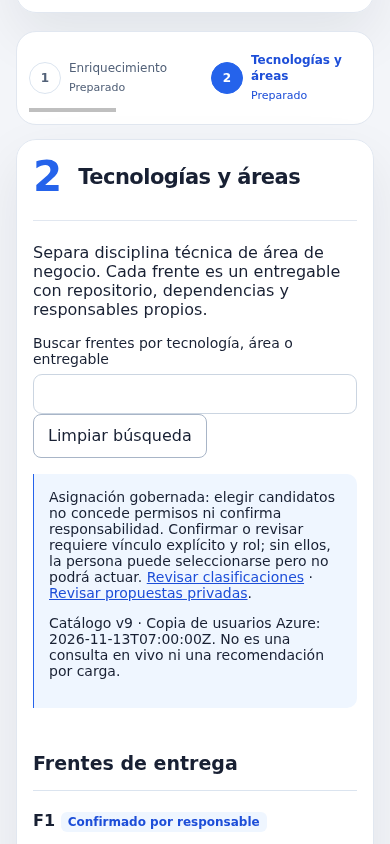 1
Enriquecimiento
Preparado
2
Tecnologías y
áreas
Preparado
2 Tecnologías y áreas
Separa disciplina técnica de área de
negocio. Cada frente es un entregable
con repositorio, dependencias y
responsables propios.
Buscar frentes por tecnología, área o
entregable
Limpiar búsqueda
Asignación gobernada: elegir candidatos
no concede permisos ni confirma
responsabilidad. Confirmar o revisar
requiere vínculo explícito y rol; sin ellos,
la persona puede seleccionarse pero no
podrá actuar. Revisar clasificaciones ·
Revisar propuestas privadas.
Catálogo v9 · Copia de usuarios Azure:
2026-11-13T07:00:00Z. No es una
consulta en vivo ni una recomendación
por carga.
Frentes de entrega
F1 Confirmado por responsable